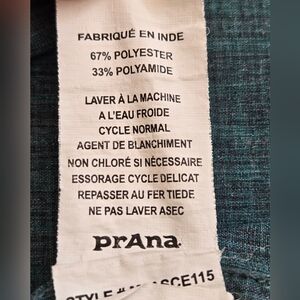 FABRIQUÉ EN INDE
67% POLYESTER
33% POLYAMIDE
LAVER À LA MACHINE
A L'EAU FROIDE
CYCLE NORMAL
AGENT DE BLANCHIMENT
NON CHLORÉ SI NÉCESSAIRE
ESSORAGE CYCLE DELICAT
REPASSER AU FER TIEDE
NE PAS LAVER ASEC
prAna
STYLE #